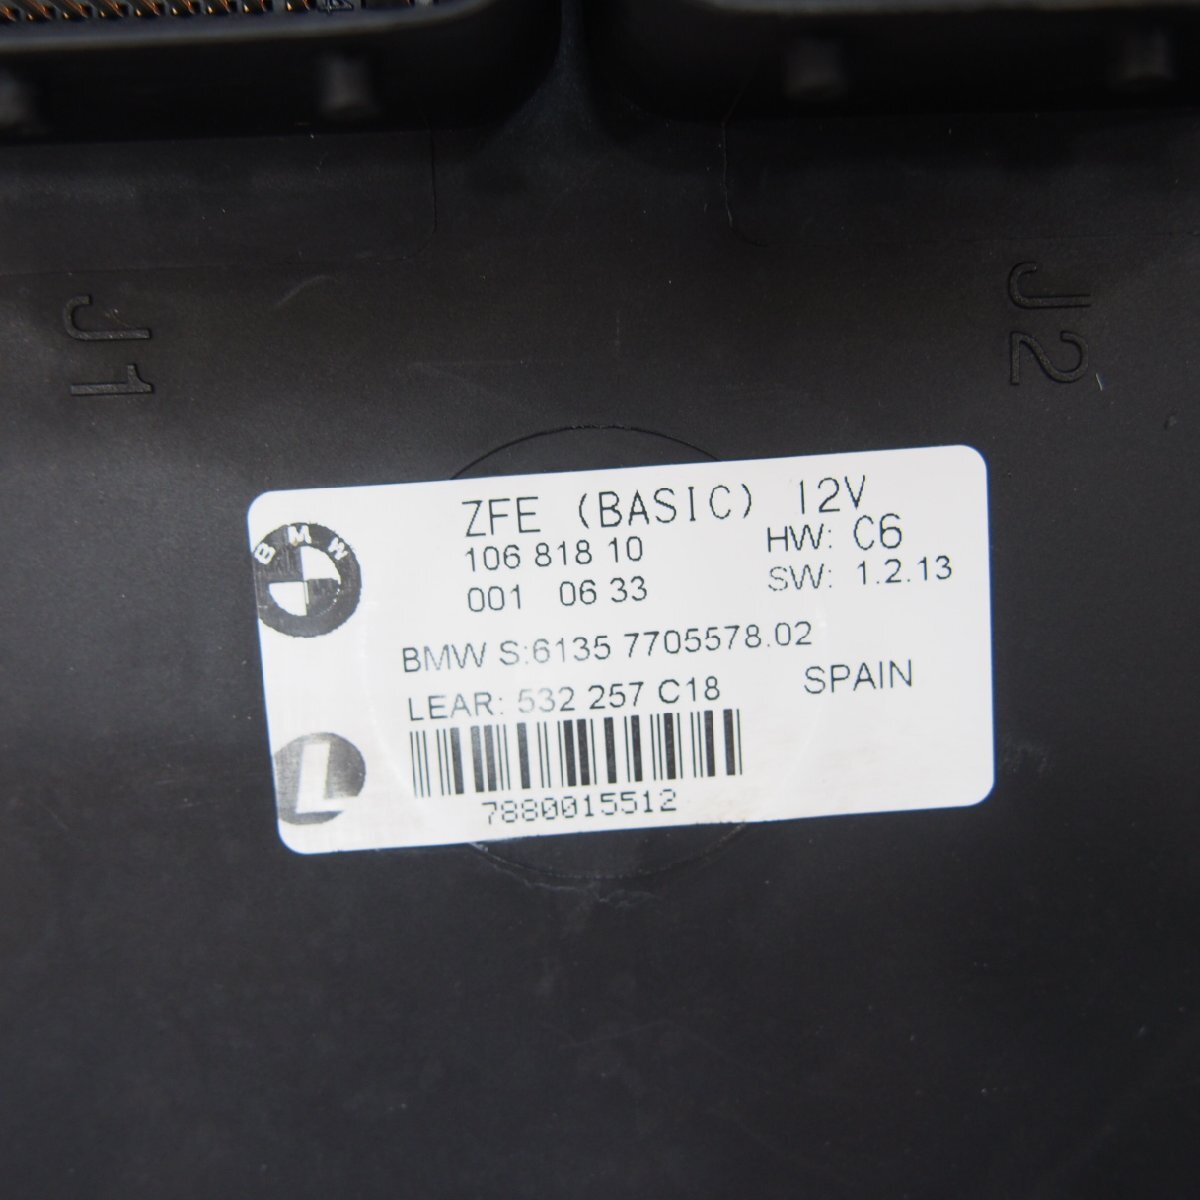 J1
J2
ZFE (BASIC) 12V
106 818 10 HW: C6
001 06 33 SW: 1.2.13
BMW
BMW S:6135 7705578.02
LEAR: 532 257 C18 SPAIN
L
7880015512